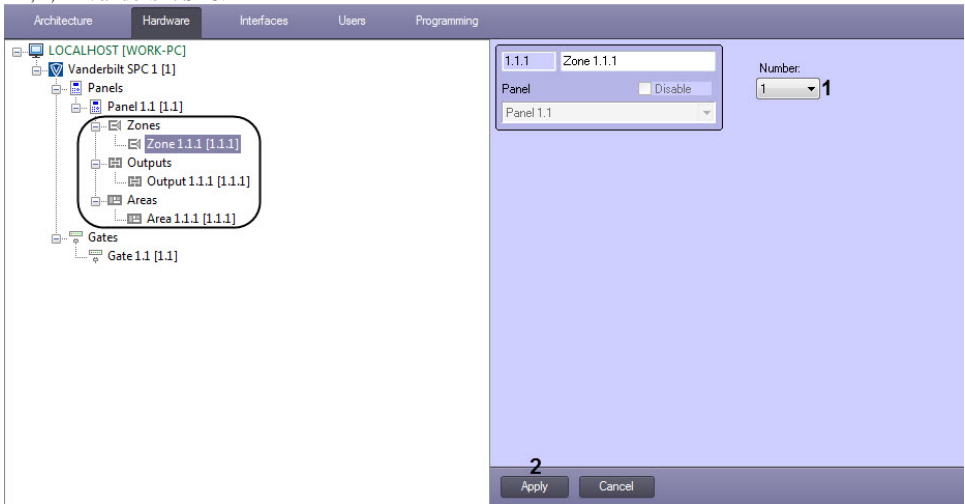 Architecture Hardware Interfaces Users Programming
LOCALHOST [WORK-PC]
Vanderbilt SPC 1 [1]
Panels
Panel 1.1 [1.1]
Zones
Zone 1.1.1 [1.1.1]
Outputs
Output 1.1.1 [1.1.1]
Areas
Area 1.1.1 [1.1.1]
Gates
Gate 1.1 [1.1]
1.1.1 Zone 1.1.1
Panel Disable
Panel 1.1
Number:
1 1
2
Apply Cancel